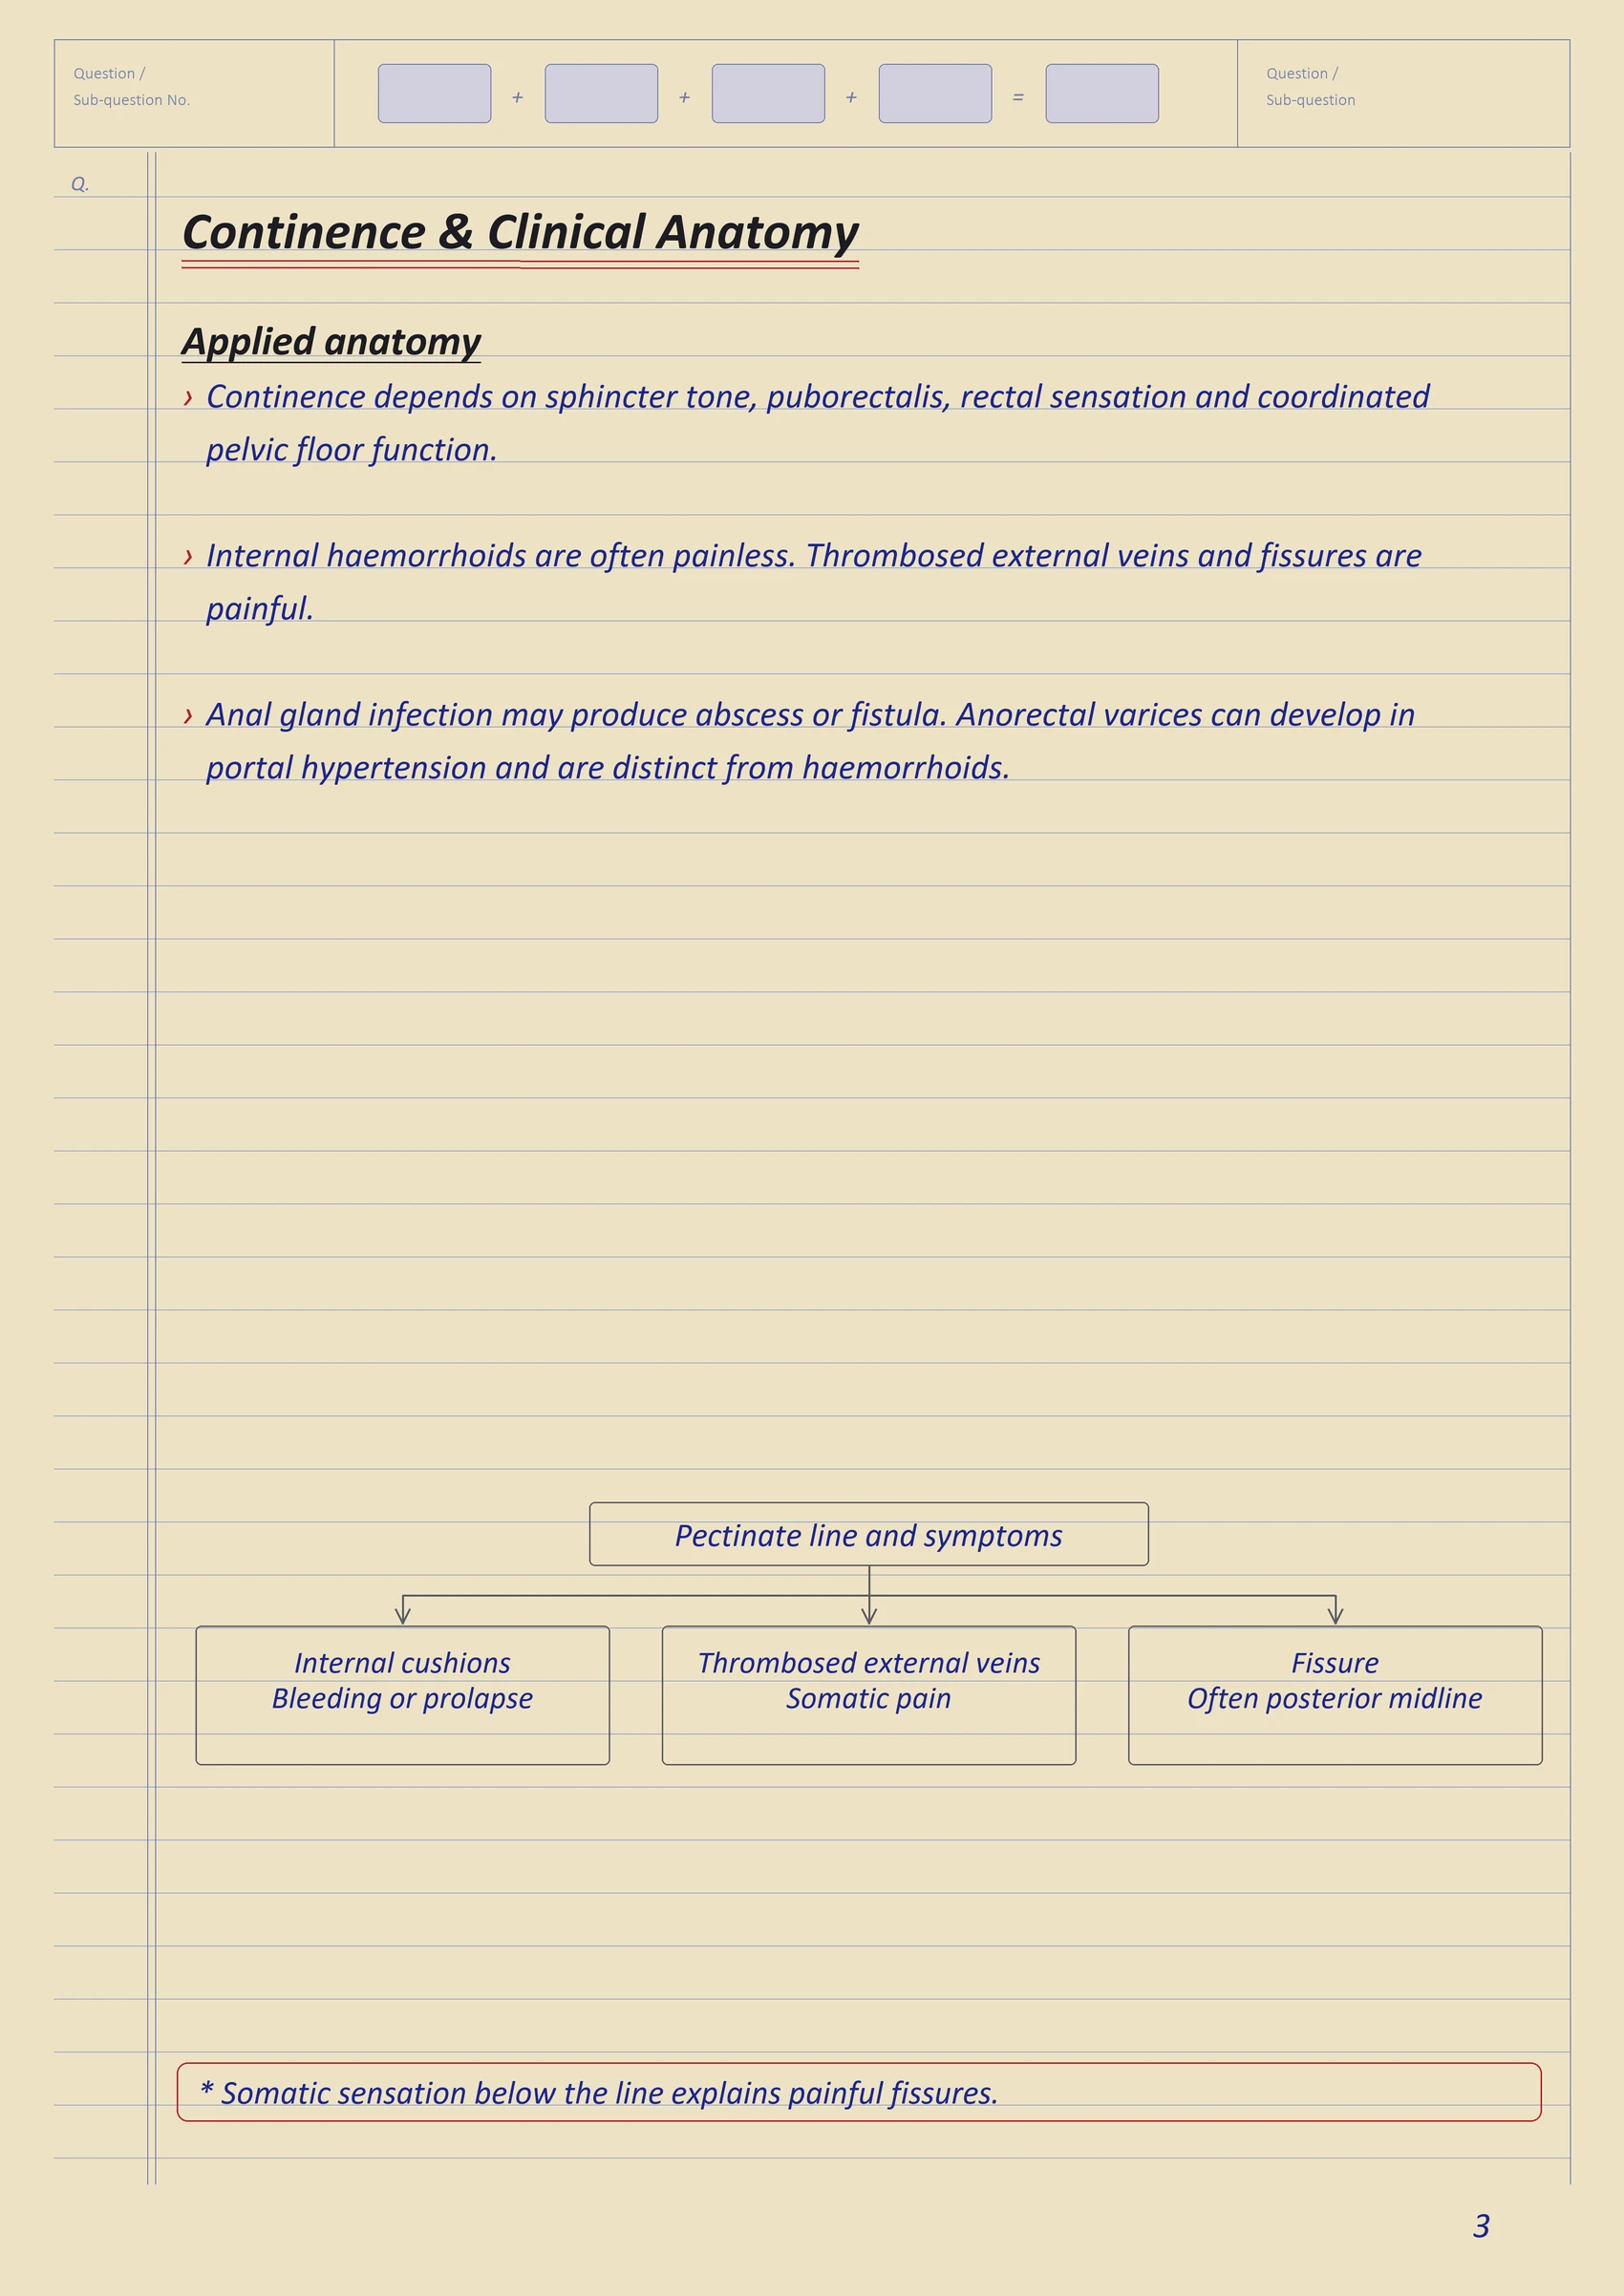 Question /
Sub-question No.
+ + + =
Question /
Sub-question
Q.
Continence & Clinical Anatomy
Applied anatomy
› Continence depends on sphincter tone, puborectalis, rectal sensation and coordinated
pelvic floor function.
› Internal haemorrhoids are often painless. Thrombosed external veins and fissures are
painful.
› Anal gland infection may produce abscess or fistula. Anorectal varices can develop in
portal hypertension and are distinct from haemorrhoids.
Pectinate line and symptoms
Internal cushions
Bleeding or prolapse
Thrombosed external veins
Somatic pain
Fissure
Often posterior midline
* Somatic sensation below the line explains painful fissures.
3